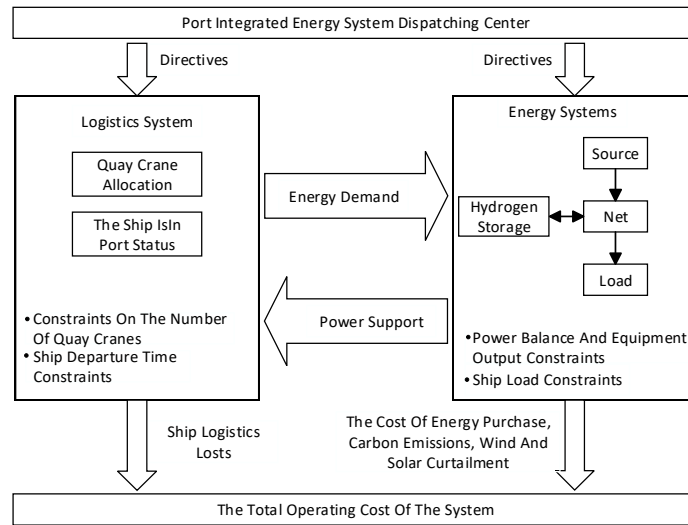 Port Integrated Energy System Dispatching Center
Directives
Directives
Logistics System
Quay Crane
Allocation
The Ship IsIn
Port Status
• Constraints On The Number
Of Quay Cranes
• Ship Departure Time
Constraints
Energy Demand
Power Support
Energy Systems
Source
Hydrogen
Storage
Net
Load
• Power Balance And Equipment
Output Constraints
• Ship Load Constraints
Ship Logistics
Losts
The Cost Of Energy Purchase,
Carbon Emissions, Wind And
Solar Curtailment
The Total Operating Cost Of The System